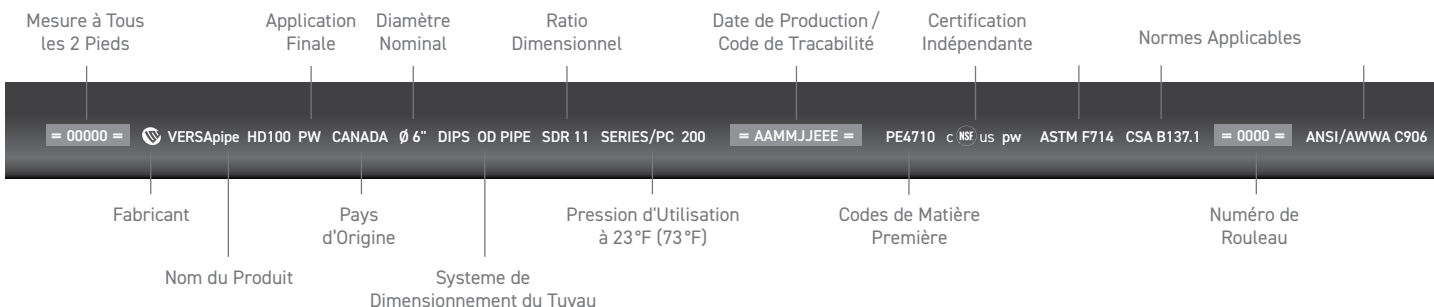 Mesure à Tous
les 2 Pieds
Application
Finale
Diamètre
Nominal
Ratio
Dimensionnel
Date de Production /
Code de Tracabilité
Certification
Indépendante
Normes Applicables
= 00000 = VERSApipe HD100 PW CANADA Ø 6" DIPS OD PIPE SDR 11 SERIES/PC 200 = AAMMJJEEE = PE4710 c NSF us pw ASTM F714 CSA B137.1 = 0000 = ANSI/AWWA C906
Fabricant
Pays
d'Origine
Pression d'Utilisation
à 23°F (73°F)
Codes de Matière
Première
Numéro de
Rouleau
Nom du Produit
Systeme de
Dimensionnement du Tuyau